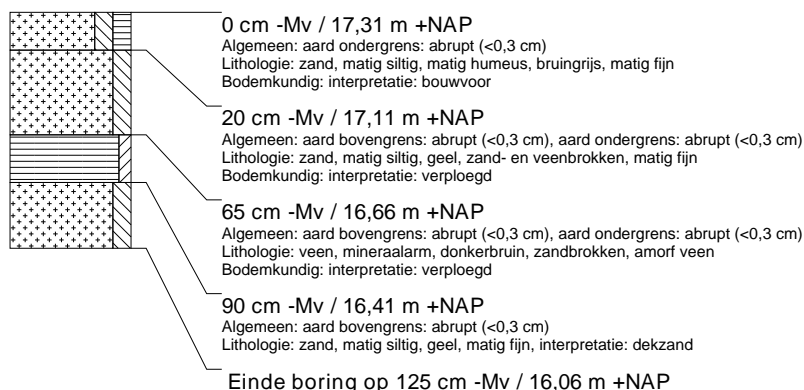 0 cm -Mv / 17,31 m +NAP
Algemeen: aard ondergrens: abrupt (<0,3 cm)
Lithologie: zand, matig siltig, matig humeus, bruingrijs, matig fijn
Bodemkundig: interpretatie: bouwvoor
20 cm -Mv / 17,11 m +NAP
Algemeen: aard bovengrens: abrupt (<0,3 cm), aard ondergrens: abrupt (<0,3 cm)
Lithologie: zand, matig siltig, geel, zand- en veenbrokken, matig fijn
Bodemkundig: interpretatie: verploegd
65 cm -Mv / 16,66 m +NAP
Algemeen: aard bovengrens: abrupt (<0,3 cm), aard ondergrens: abrupt (<0,3 cm)
Lithologie: veen, mineraalarm, donkerbruin, zandbrokken, amorf veen
Bodemkundig: interpretatie: verploegd
90 cm -Mv / 16,41 m +NAP
Algemeen: aard bovengrens: abrupt (<0,3 cm)
Lithologie: zand, matig siltig, geel, matig fijn, interpretatie: dekzand
Einde boring op 125 cm -Mv / 16,06 m +NAP